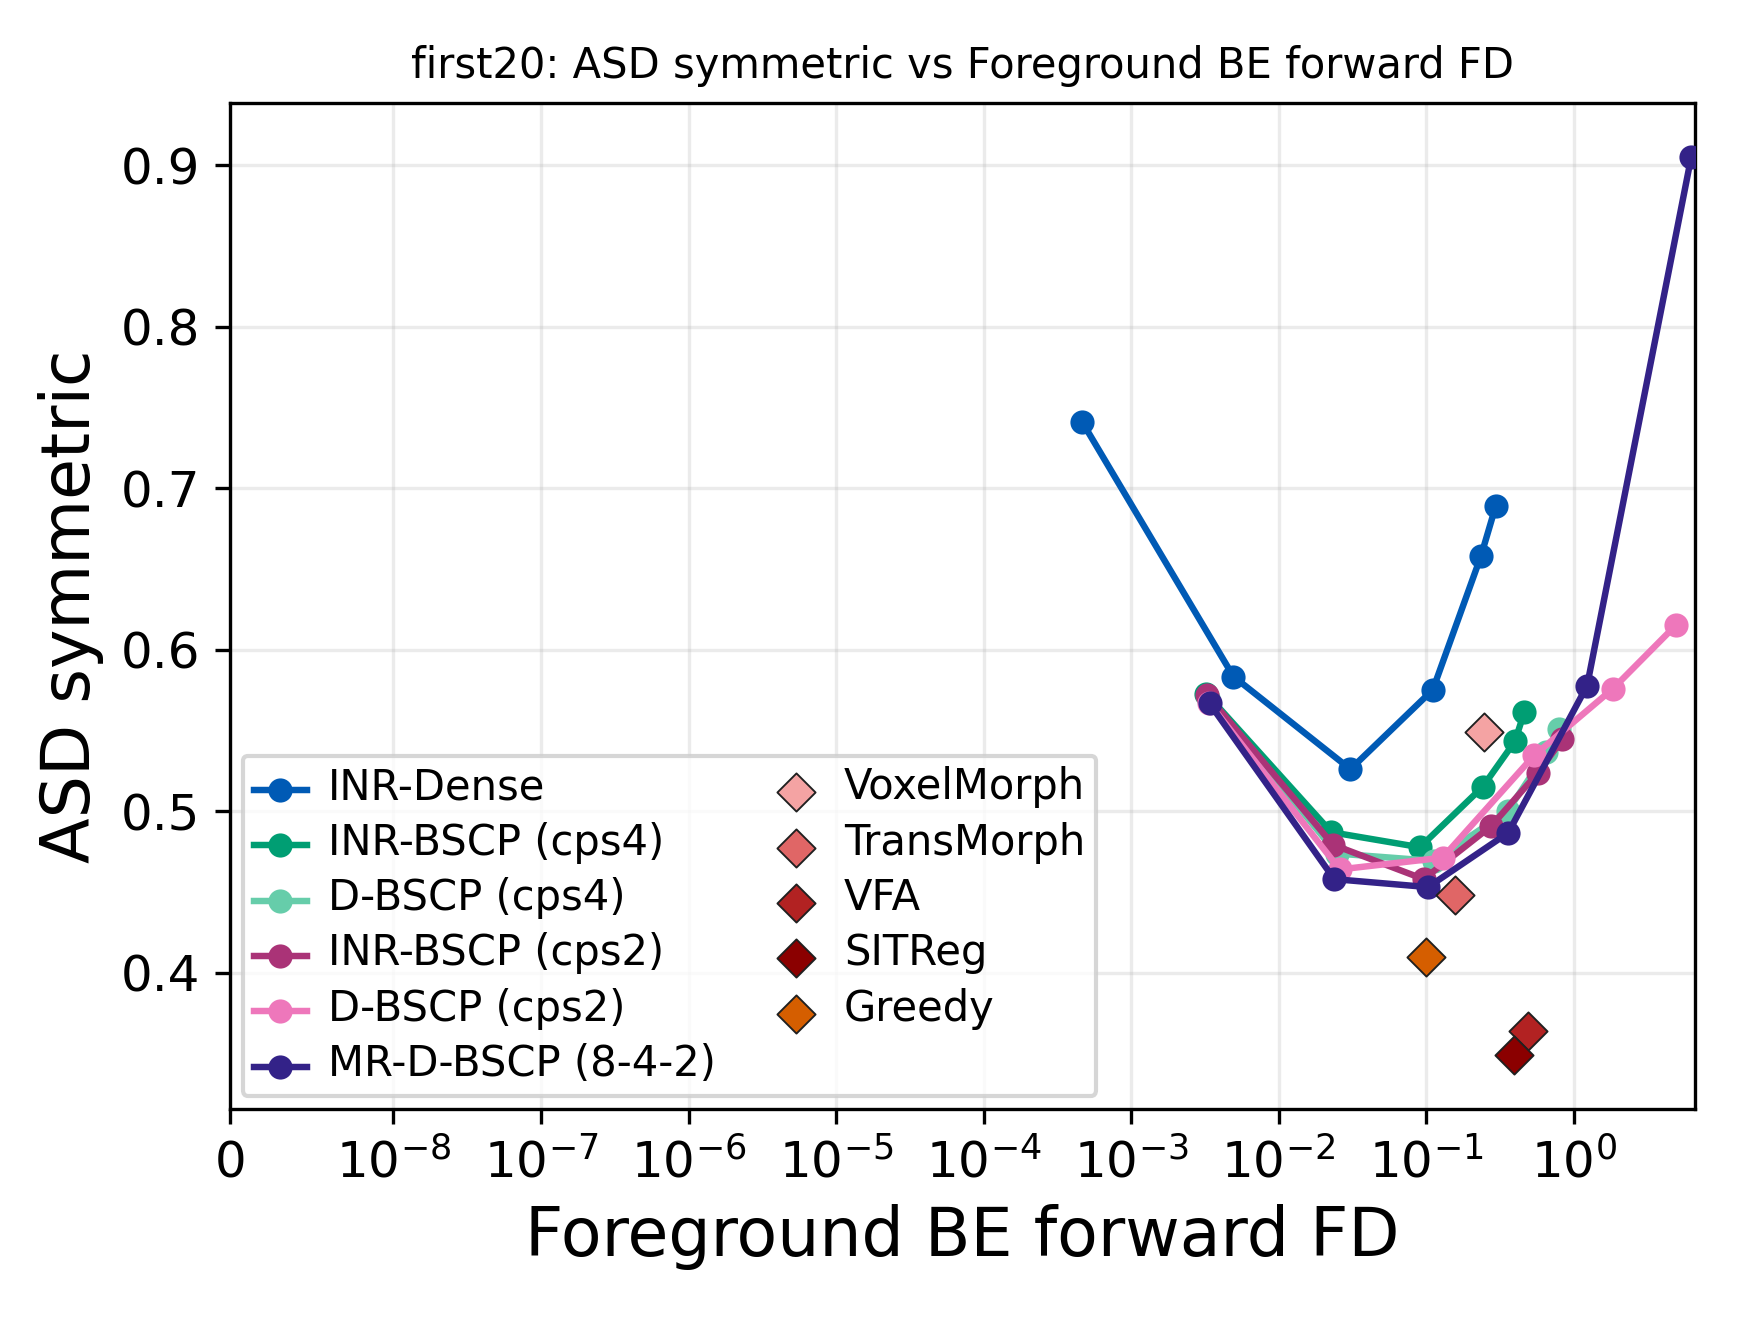 first20: ASD symmetric vs Foreground BE forward FD
ASD symmetric
0.9
0.8
0.7
0.6
0.5
0.4
INR-Dense
INR-BSCP (cps4)
D-BSCP (cps4)
INR-BSCP (cps2)
D-BSCP (cps2)
MR-D-BSCP (8-4-2)
VoxelMorph
TransMorph
VFA
SITReg
Greedy
0 10⁻⁸ 10⁻⁷ 10⁻⁶ 10⁻⁵ 10⁻⁴ 10⁻³ 10⁻² 10⁻¹ 10⁰
Foreground BE forward FD